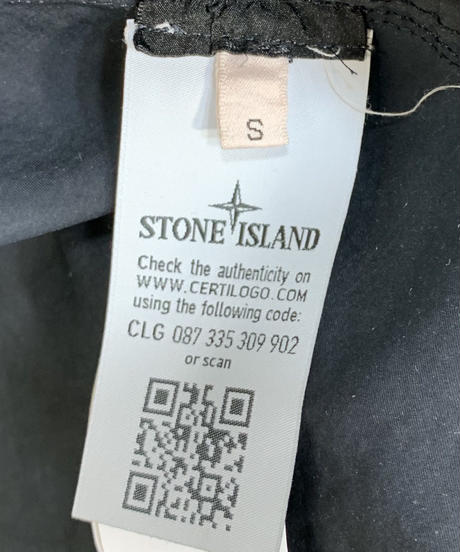 S
STONE ISLAND
Check the authenticity on
WWW.CERTILOGO.COM
using the following code:
CLG 087 335 309 902
or scan